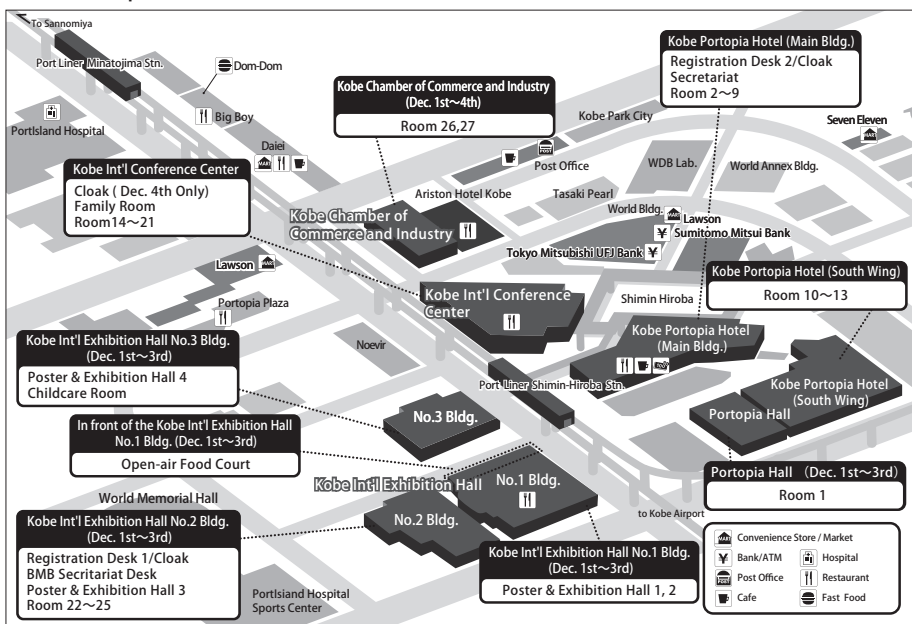 To Sannomiya
Port Liner Minatojima Stn.
Dom-Dom
Big Boy
PortIsland Hospital
Daiei
MART
Kobe Chamber of Commerce and Industry
(Dec. 1st～4th)
Room 26,27
Kobe Portopia Hotel (Main Bldg.)
Registration Desk 2/Cloak
Secretariat
Room 2～9
Kobe Park City
Seven Eleven
MART
POST
Post Office
WDB Lab.
World Annex Bldg.
Kobe Int'l Conference Center
Cloak ( Dec. 4th Only)
Family Room
Room14～21
Ariston Hotel Kobe
Tasaki Pearl
World Bldg.
MART
Lawson
¥
Sumitomo Mitsui Bank
Tokyo Mitsubishi UFJ Bank
¥
Kobe Chamber of
Commerce and Industry
Lawson
MART
Portopia Plaza
Kobe Int'l Conference
Center
Shimin Hiroba
Kobe Portopia Hotel (South Wing)
Room 10～13
Kobe Portopia Hotel
(Main Bldg.)
Noevir
Port Liner Shimin-Hiroba Stn.
Kobe Int'l Exhibition Hall No.3 Bldg.
(Dec. 1st～3rd)
Poster & Exhibition Hall 4
Childcare Room
Kobe Portopia Hotel
(South Wing)
Portopia Hall
No.3 Bldg.
In front of the Kobe Int'l Exhibition Hall
No.1 Bldg. (Dec. 1st～3rd)
Open-air Food Court
Kobe Int'l Exhibition Hall
No.1 Bldg.
No.2 Bldg.
Portopia Hall （Dec. 1st～3rd)
Room 1
World Memorial Hall
to Kobe Airport
Kobe Int'l Exhibition Hall No.2 Bldg.
(Dec. 1st～3rd)
Registration Desk 1/Cloak
BMB Secritariat Desk
Poster & Exhibition Hall 3
Room 22～25
PortIsland Hospital
Sports Center
Kobe Int'l Exhibition Hall No.1 Bldg.
(Dec. 1st～3rd)
Poster & Exhibition Hall 1, 2
MART Convenience Store / Market
¥ Bank/ATM
Hospital
POST Post Office
Restaurant
Cafe
Fast Food